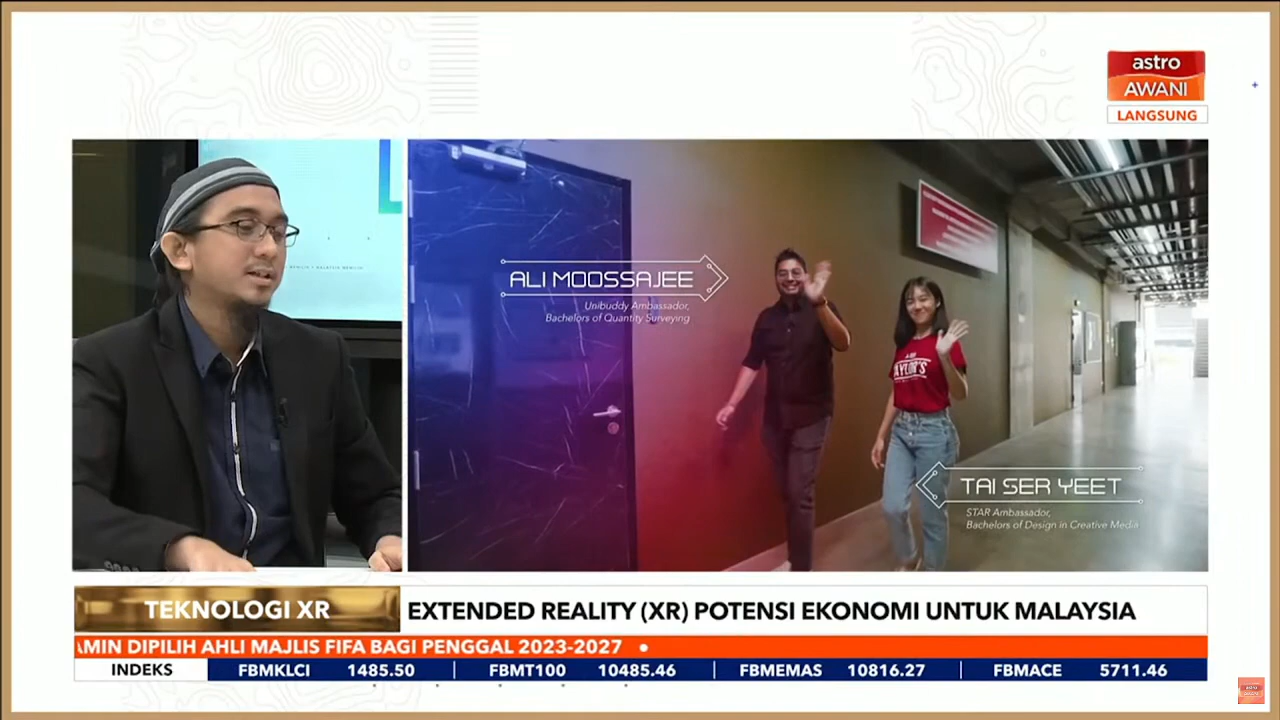 astro
AWANI
LANGSUNG
ALI MOOSSAJEE
Unibuddy Ambassador,
Bachelors of Quantity Surveying
TAYLOR'S
TAI SER YEET
STAR Ambassador,
Bachelors of Design in Creative Media
TEKNOLOGI XR
EXTENDED REALITY (XR) POTENSI EKONOMI UNTUK MALAYSIA
AMIN DIPILIH AHLI MAJLIS FIFA BAGI PENGGAL 2023-2027 •
INDEKS FBMKLCI 1485.50 FBMT100 10485.46 FBMEMAS 10816.27 FBMACE 5711.46